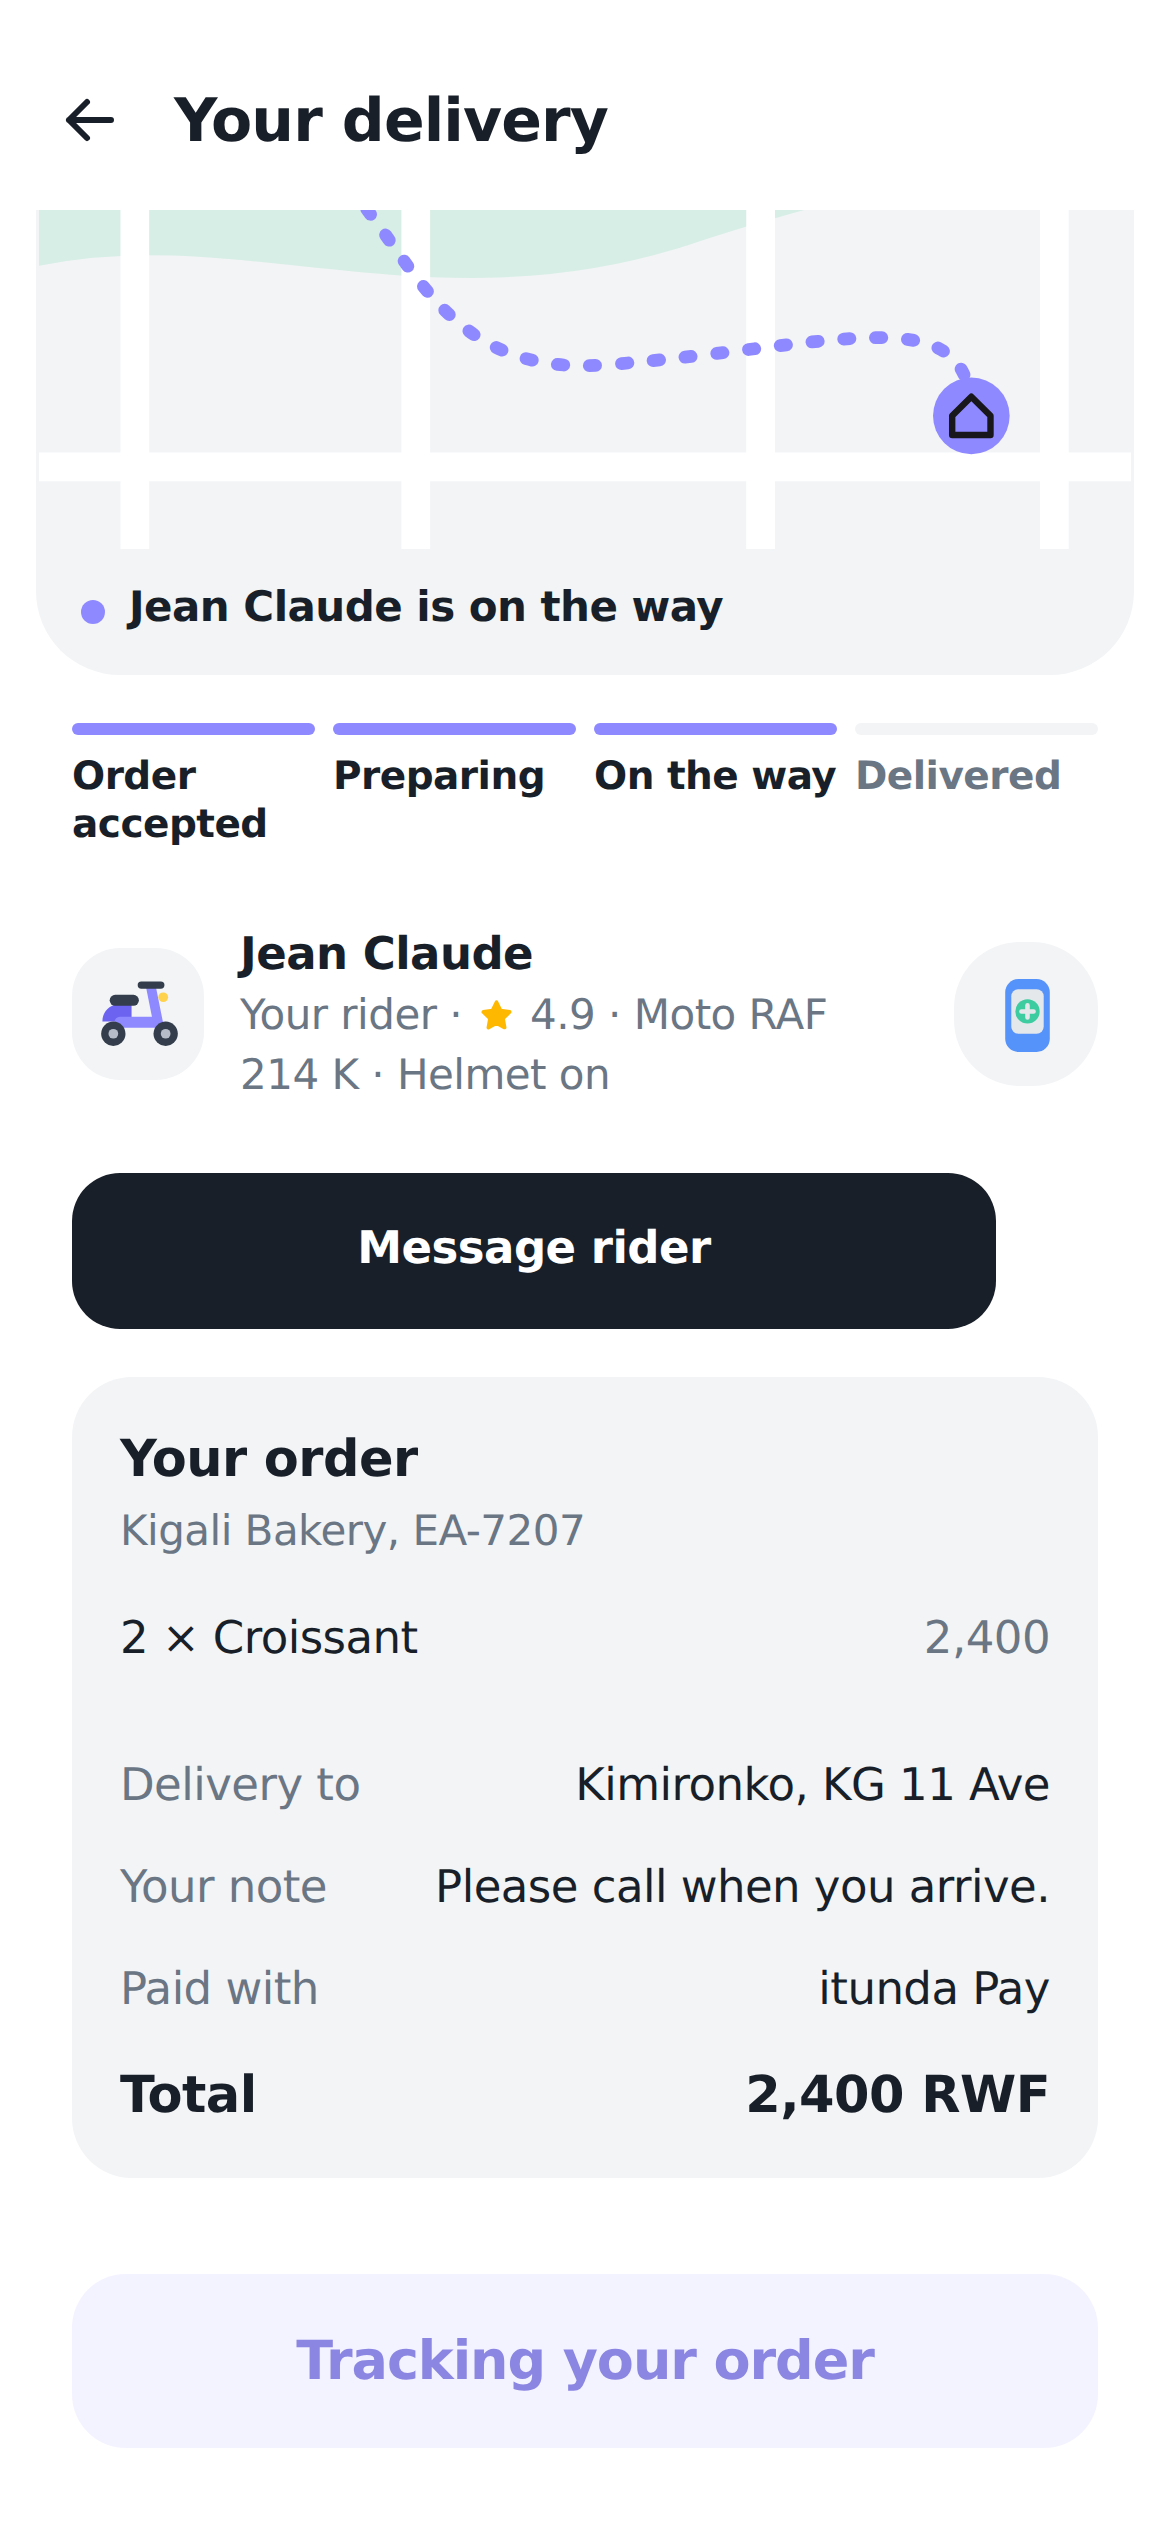 Your delivery
Jean Claude is on the way
Order
accepted
Preparing
On the way
Delivered
Jean Claude
Your rider · 4.9 · Moto RAF
214 K · Helmet on
Message rider
Your order
Kigali Bakery, EA-7207
2 × Croissant 2,400
Delivery to Kimironko, KG 11 Ave
Your note Please call when you arrive.
Paid with itunda Pay
Total 2,400 RWF
Tracking your order